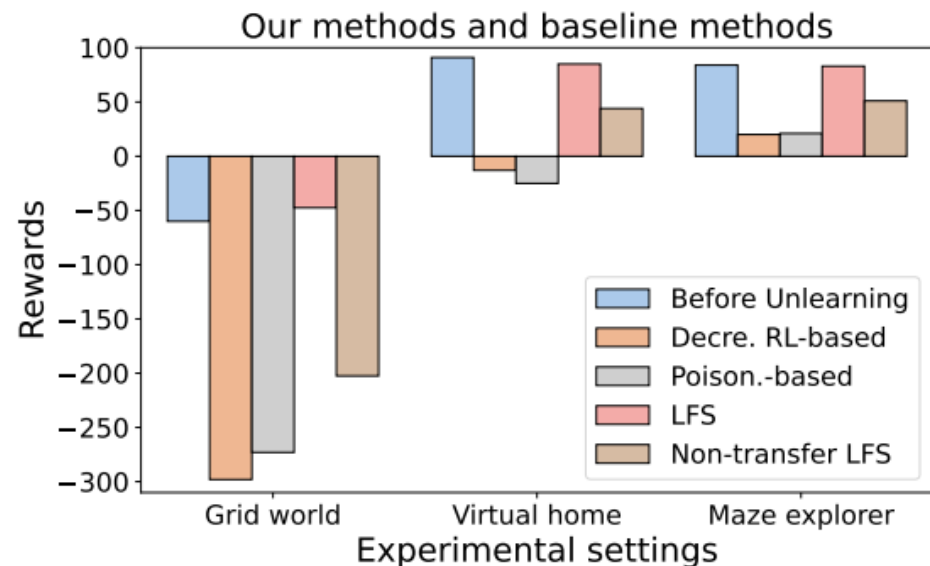 Our methods and baseline methods
Rewards
100
50
0
−50
−100
−150
−200
−250
−300
Before Unlearning
Decre. RL-based
Poison.-based
LFS
Non-transfer LFS
Grid world
Virtual home
Maze explorer
Experimental settings